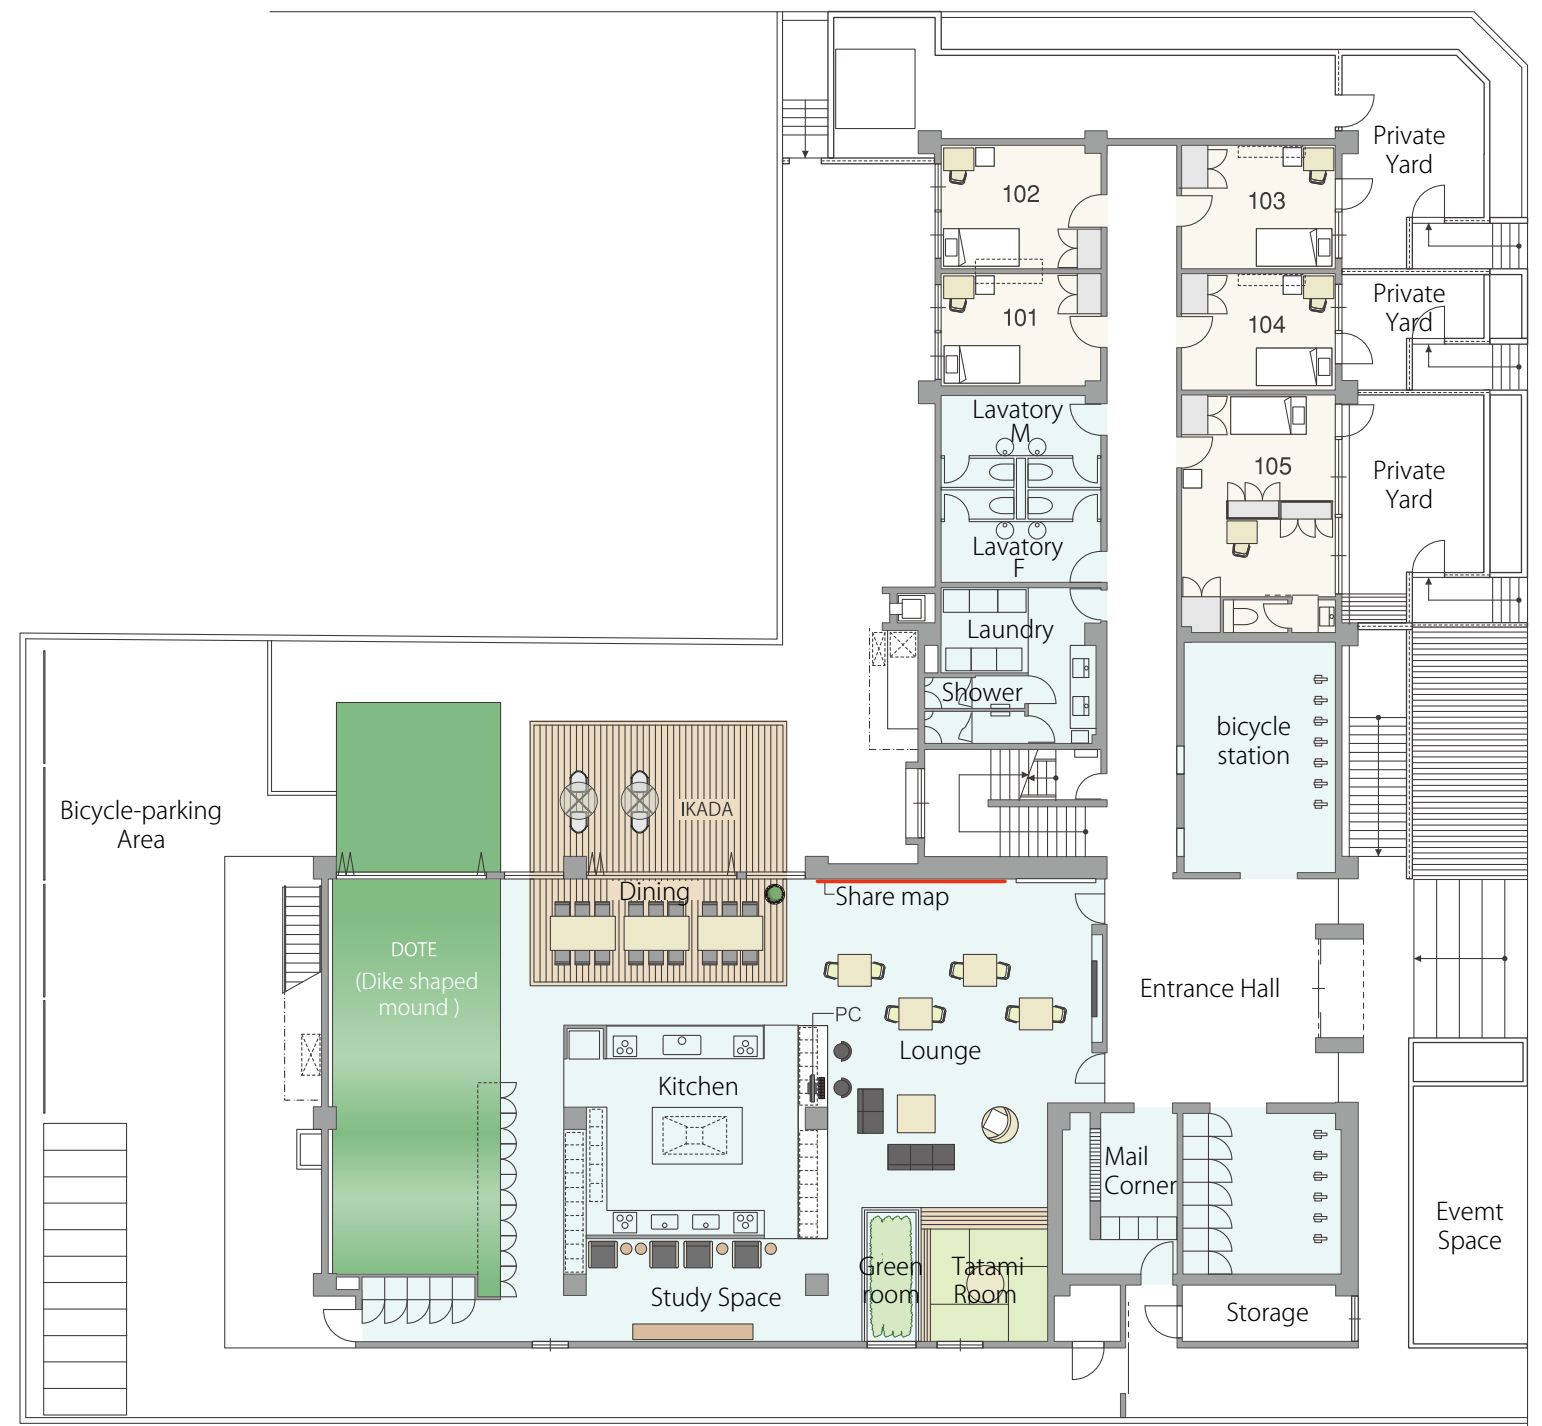 Private
Yard
102
103
Private
Yard
101
104
Lavatory
M
105
Private
Yard
Lavatory
F
Laundry
Shower
bicycle
station
Bicycle-parking
Area
IKADA
Dining
Share map
DOTE
(Dike shaped
mound )
Entrance Hall
PC
Lounge
Kitchen
Mail
Corner
Evemt
Space
Green
room
Tatami
Room
Study Space
Storage